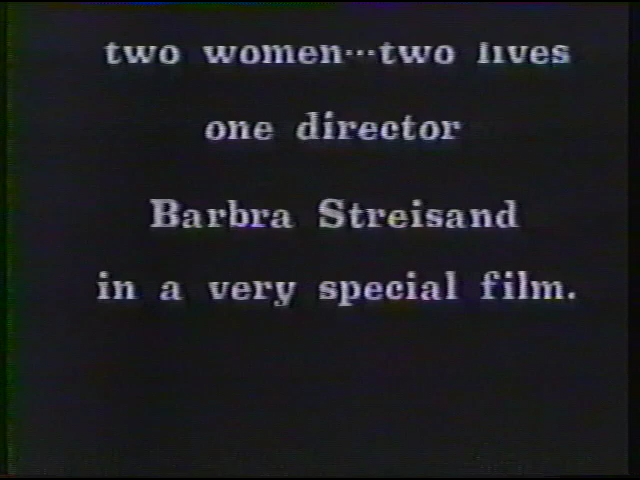 two women...two lives
one director
Barbra Streisand
in a very special film.